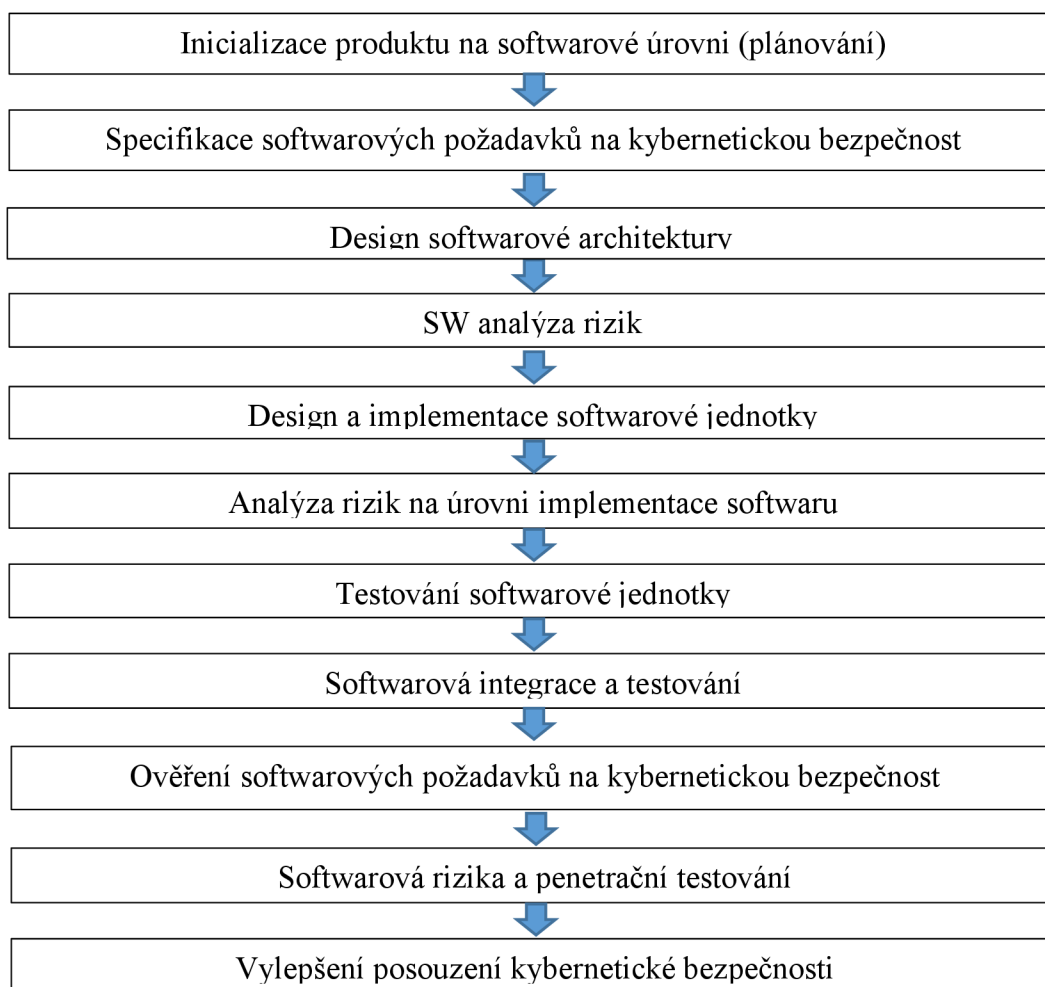 Inicializace produktu na softwarové úrovni (plánování)
Specifikace softwarových požadavků na kybernetickou bezpečnost
Design softwarové architektury
SW analýza rizik
Design a implementace softwarové jednotky
Analýza rizik na úrovni implementace softwaru
Testování softwarové jednotky
Softwarová integrace a testování
Ověření softwarových požadavků na kybernetickou bezpečnost
Softwarová rizika a penetrační testování
Vylepšení posouzení kybernetické bezpečnosti